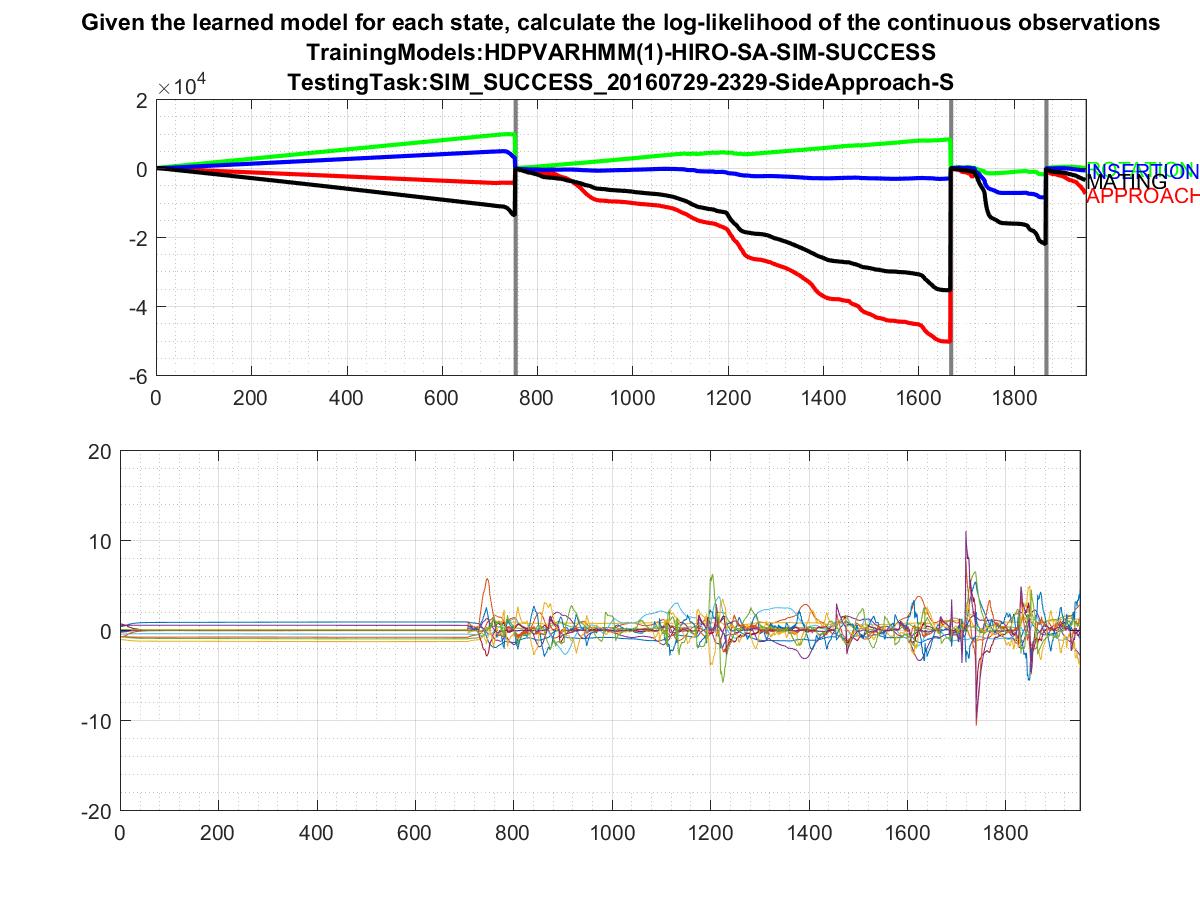 Given the learned model for each state, calculate the log-likelihood of the continuous observations
TrainingModels:HDPVARHMM(1)-HIRO-SA-SIM-SUCCESS
TestingTask:SIM_SUCCESS_20160729-2329-SideApproach-S
×10^4
2
0
-2
-4
-6
0 200 400 600 800 1000 1200 1400 1600 1800
ROTATION
INSERTION
MATING
APPROACH
20
10
0
-10
-20
0 200 400 600 800 1000 1200 1400 1600 1800